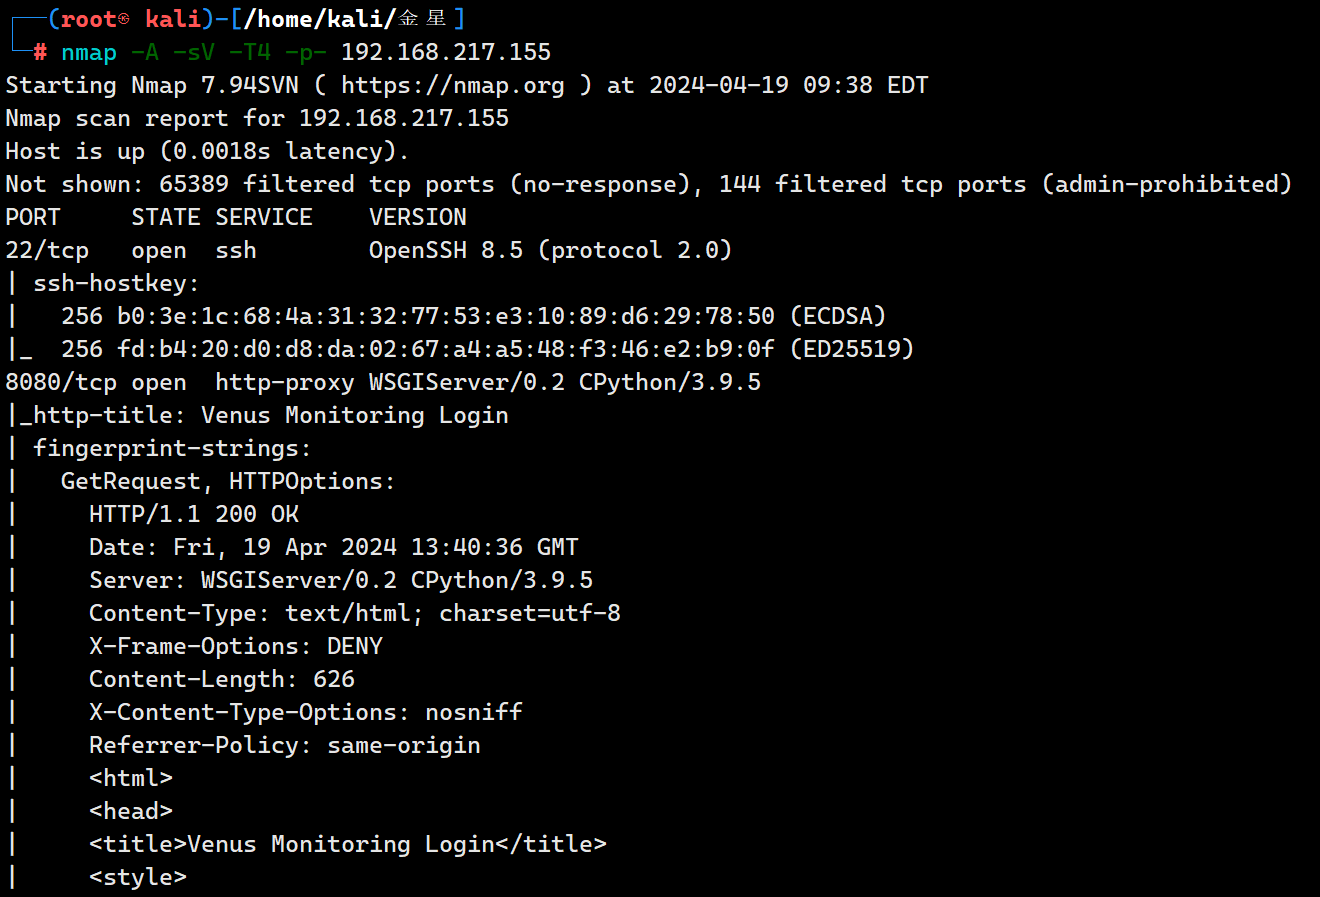 (root㉿ kali)-[/home/kali/金星]
# nmap -A -sV -T4 -p- 192.168.217.155
Starting Nmap 7.94SVN ( https://nmap.org ) at 2024-04-19 09:38 EDT
Nmap scan report for 192.168.217.155
Host is up (0.0018s latency).
Not shown: 65389 filtered tcp ports (no-response), 144 filtered tcp ports (admin-prohibited)
PORT     STATE SERVICE    VERSION
22/tcp   open  ssh        OpenSSH 8.5 (protocol 2.0)
| ssh-hostkey:
|   256 b0:3e:1c:68:4a:31:32:77:53:e3:10:89:d6:29:78:50 (ECDSA)
|_  256 fd:b4:20:d0:d8:da:02:67:a4:a5:48:f3:46:e2:b9:0f (ED25519)
8080/tcp open  http-proxy WSGIServer/0.2 CPython/3.9.5
|_http-title: Venus Monitoring Login
| fingerprint-strings:
|   GetRequest, HTTPOptions:
|     HTTP/1.1 200 OK
|     Date: Fri, 19 Apr 2024 13:40:36 GMT
|     Server: WSGIServer/0.2 CPython/3.9.5
|     Content-Type: text/html; charset=utf-8
|     X-Frame-Options: DENY
|     Content-Length: 626
|     X-Content-Type-Options: nosniff
|     Referrer-Policy: same-origin
|     <html>
|     <head>
|     <title>Venus Monitoring Login</title>
|     <style>